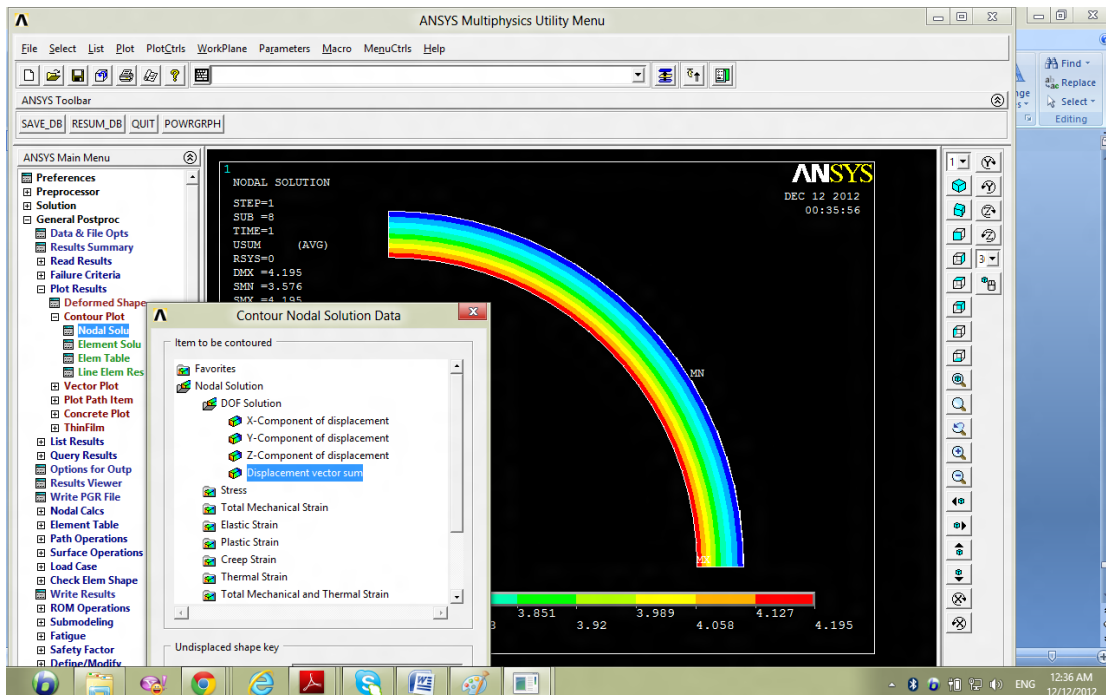 ANSYS Multiphysics Utility Menu
File Select List Plot PlotCtrls WorkPlane Parameters Macro MenuCtrls Help
ANSYS Toolbar
SAVE_DB RESUM_DB QUIT POWRGRPH
Find
Replace
Select
Editing
ANSYS Main Menu
Preferences
Preprocessor
Solution
General Postproc
Data & File Opts
Results Summary
Read Results
Failure Criteria
Plot Results
Deformed Shape
Contour Plot
Nodal Solu
Element Solu
Elem Table
Line Elem Res
Vector Plot
Plot Path Item
Concrete Plot
ThinFilm
List Results
Query Results
Options for Outp
Results Viewer
Write PGR File
Nodal Calcs
Element Table
Path Operations
Surface Operations
Load Case
Check Elem Shape
Write Results
ROM Operations
Submodeling
Fatigue
Safety Factor
Define/Modify
1
NODAL SOLUTION
STEP=1
SUB =8
TIME=1
USUM (AVG)
RSYS=0
DMX =4.195
SMN =3.576
SMX =4.195
ANSYS
DEC 12 2012
00:35:56
MN
MX
3.851 3.989 4.127
3 3.92 4.058 4.195
Contour Nodal Solution Data
Item to be contoured
Favorites
Nodal Solution
DOF Solution
X-Component of displacement
Y-Component of displacement
Z-Component of displacement
Displacement vector sum
Stress
Total Mechanical Strain
Elastic Strain
Plastic Strain
Creep Strain
Thermal Strain
Total Mechanical and Thermal Strain
Undisplaced shape key
1
3
ENG
12:36 AM
12/12/2012